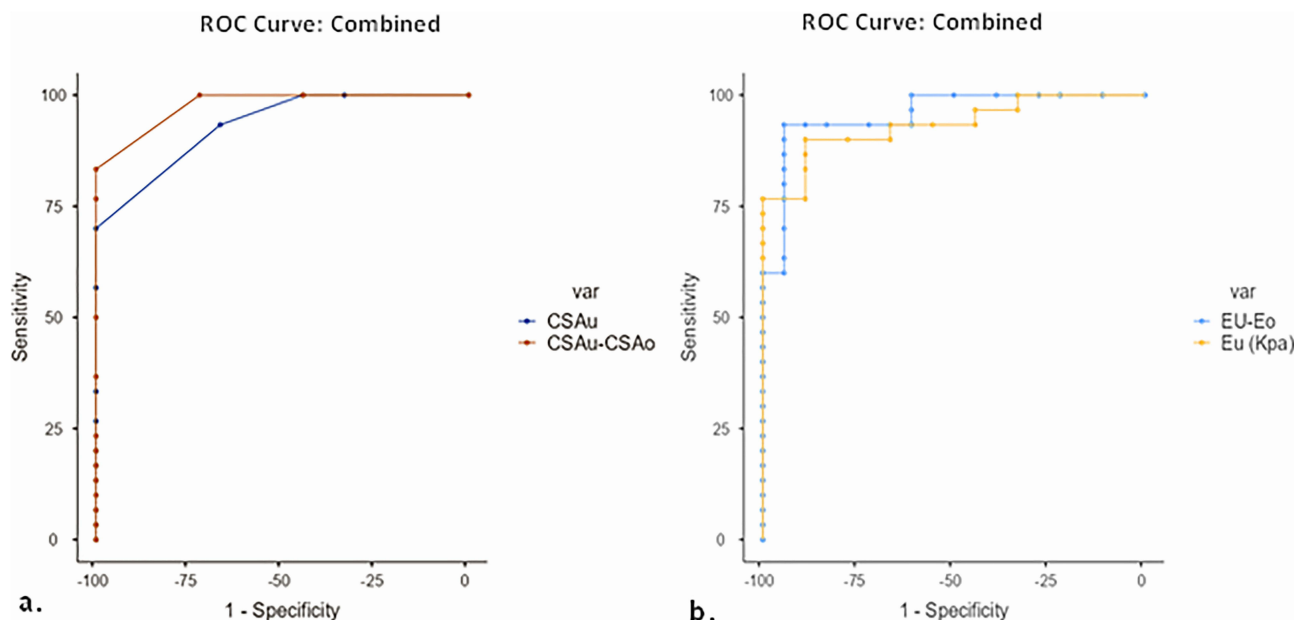 ROC Curve: Combined
100
75
50
25
0
Sensitivity
-100 -75 -50 -25 0
1 - Specificity
var
CSAu
CSAu-CSAo
a.
ROC Curve: Combined
100
75
50
25
0
Sensitivity
-100 -75 -50 -25 0
1 - Specificity
var
EU-Eo
Eu (Kpa)
b.